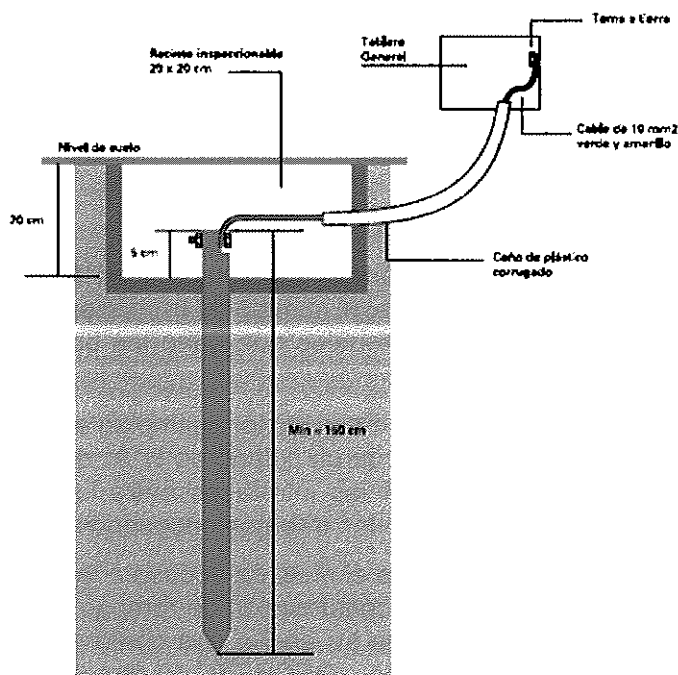 Toma a tierra
Tablero
General
Recinto inspeccionable
20 x 20 cm
Cable de 10 mm2
verde y amarillo
Nivel de suelo
20 cm
5 cm
Caño de plástico
corrugado
Min = 150 cm